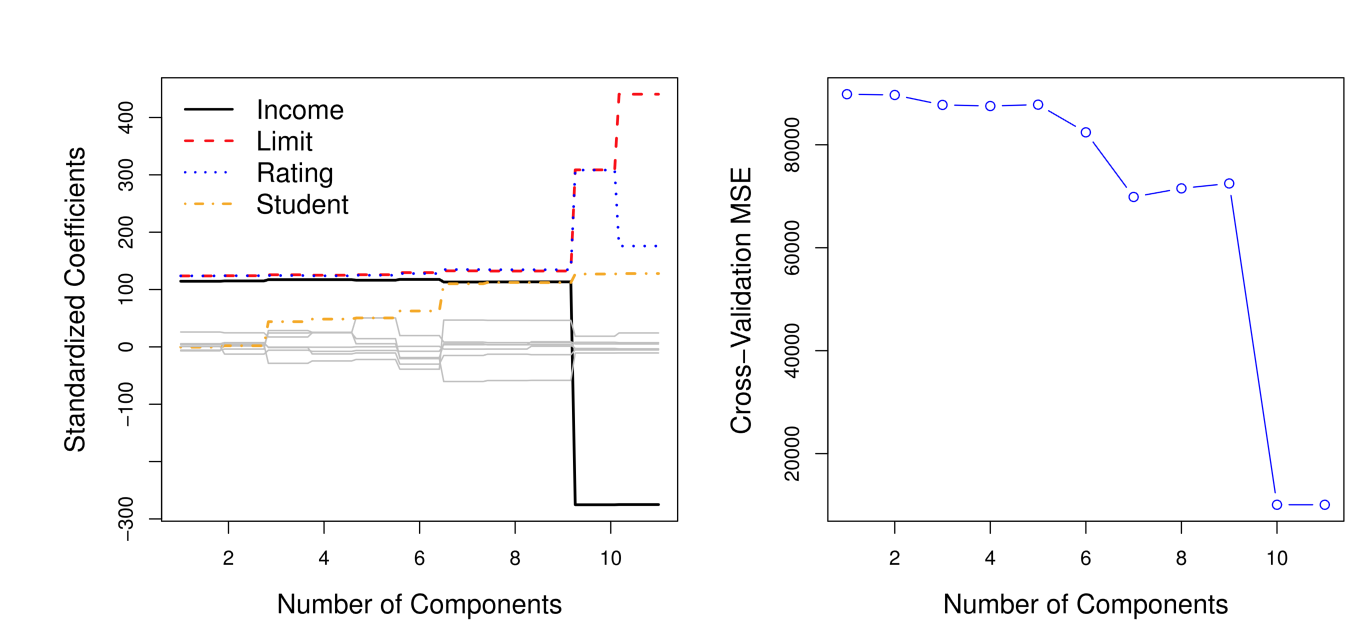 Standardized Coefficients
400
300
200
100
0
−100
−300
Income
Limit
Rating
Student
2 4 6 8 10
Number of Components
Cross−Validation MSE
80000
60000
40000
20000
2 4 6 8 10
Number of Components